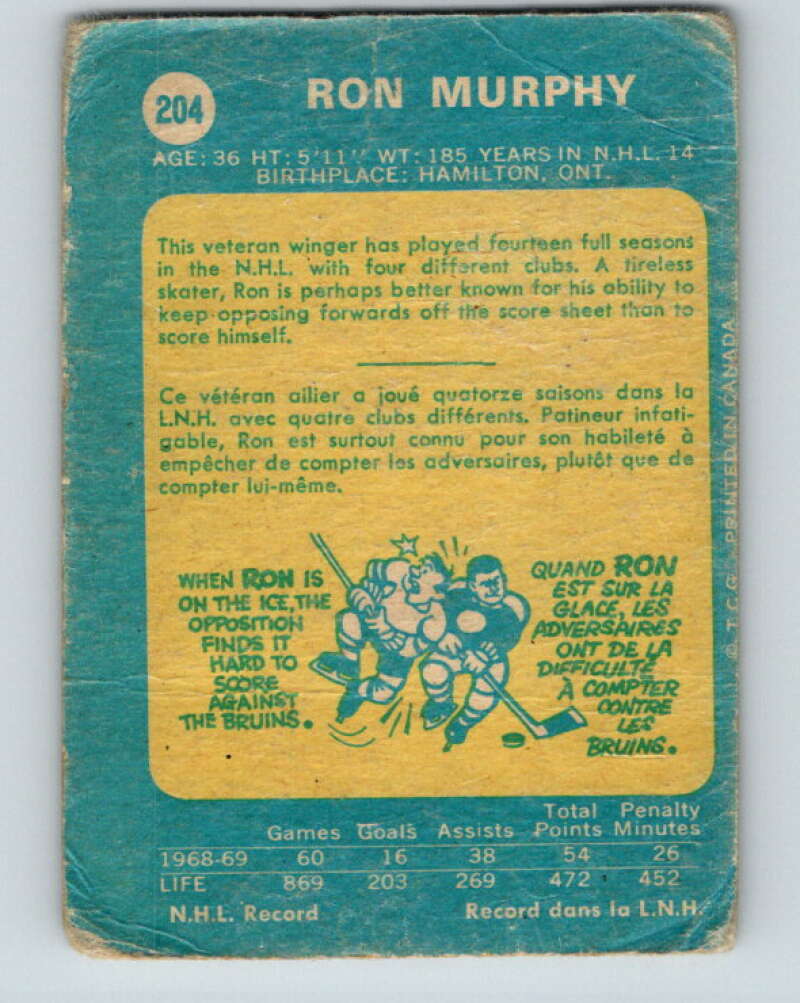 204
RON MURPHY
AGE: 36 HT: 5'11" WT: 185 YEARS IN N.H.L. 14
BIRTHPLACE: HAMILTON, ONT.
This veteran winger has played fourteen full seasons
in the N.H.L. with four different clubs. A tireless
skater, Ron is perhaps better known for his ability to
keep opposing forwards off the score sheet than to
score himself.
Ce vétéran ailier a joué quatorze saisons dans la
L.N.H. avec quatre clubs différents. Patineur infati-
gable, Ron est surtout connu pour son habileté à
empêcher de compter les adversaires, plutôt que de
compter lui-même.
WHEN RON IS
ON THE ICE, THE
OPPOSITION
FINDS IT
HARD TO
SCORE
AGAINST
THE BRUINS.
QUAND RON
EST SUR LA
GLACE, LES
ADVERSAIRES
ONT DE LA
DIFFICULTÉ
À COMPTER
CONTRE
LES
BRUINS.
© T.C.G. PRINTED IN CANADA
Games Goals Assists Total Points Penalty Minutes
1968-69 60 16 38 54 26
LIFE 869 203 269 472 452
N.H.L. Record Record dans la L.N.H.